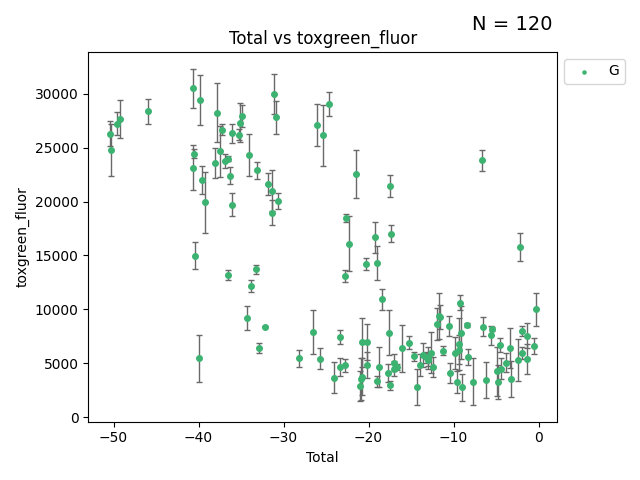 N = 120
Total vs toxgreen_fluor
G
30000
25000
20000
15000
10000
5000
0
toxgreen_fluor
−50 −40 −30 −20 −10 0
Total